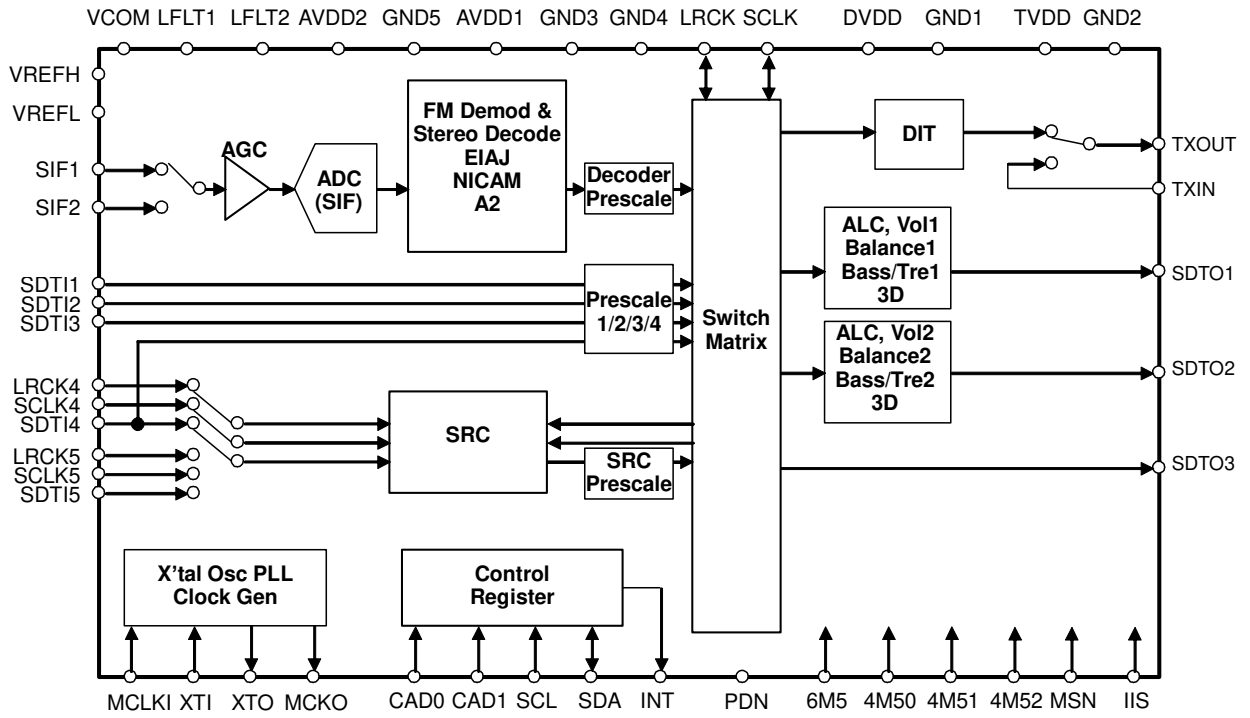 VCOM LFLT1 LFLT2 AVDD2 GND5 AVDD1 GND3 GND4 LRCK SCLK DVDD GND1 TVDD GND2
VREFH
VREFL
SIF1
SIF2
AGC
ADC
(SIF)
FM Demod &
Stereo Decode
EIAJ
NICAM
A2
Decoder
Prescale
DIT
TXOUT
TXIN
SDTI1
SDTI2
SDTI3
Prescale
1/2/3/4
Switch
Matrix
ALC, Vol1
Balance1
Bass/Tre1
3D
SDTO1
ALC, Vol2
Balance2
Bass/Tre2
3D
SDTO2
LRCK4
SCLK4
SDTI4
LRCK5
SCLK5
SDTI5
SRC
SRC
Prescale
SDTO3
X'tal Osc PLL
Clock Gen
Control
Register
MCLKI XTI XTO MCKO CAD0 CAD1 SCL SDA INT PDN 6M5 4M50 4M51 4M52 MSN IIS